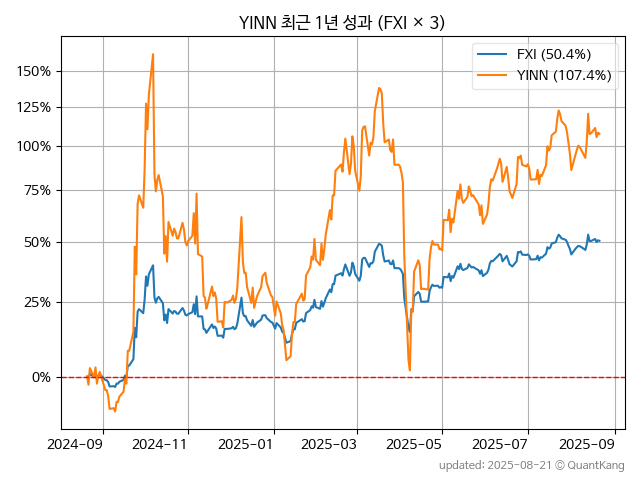 YINN 최근 1년 성과 (FXI × 3)
FXI (50.4%)
YINN (107.4%)
150%
125%
100%
75%
50%
25%
0%
2024-09 2024-11 2025-01 2025-03 2025-05 2025-07 2025-09
updated: 2025-08-21 © QuantKang